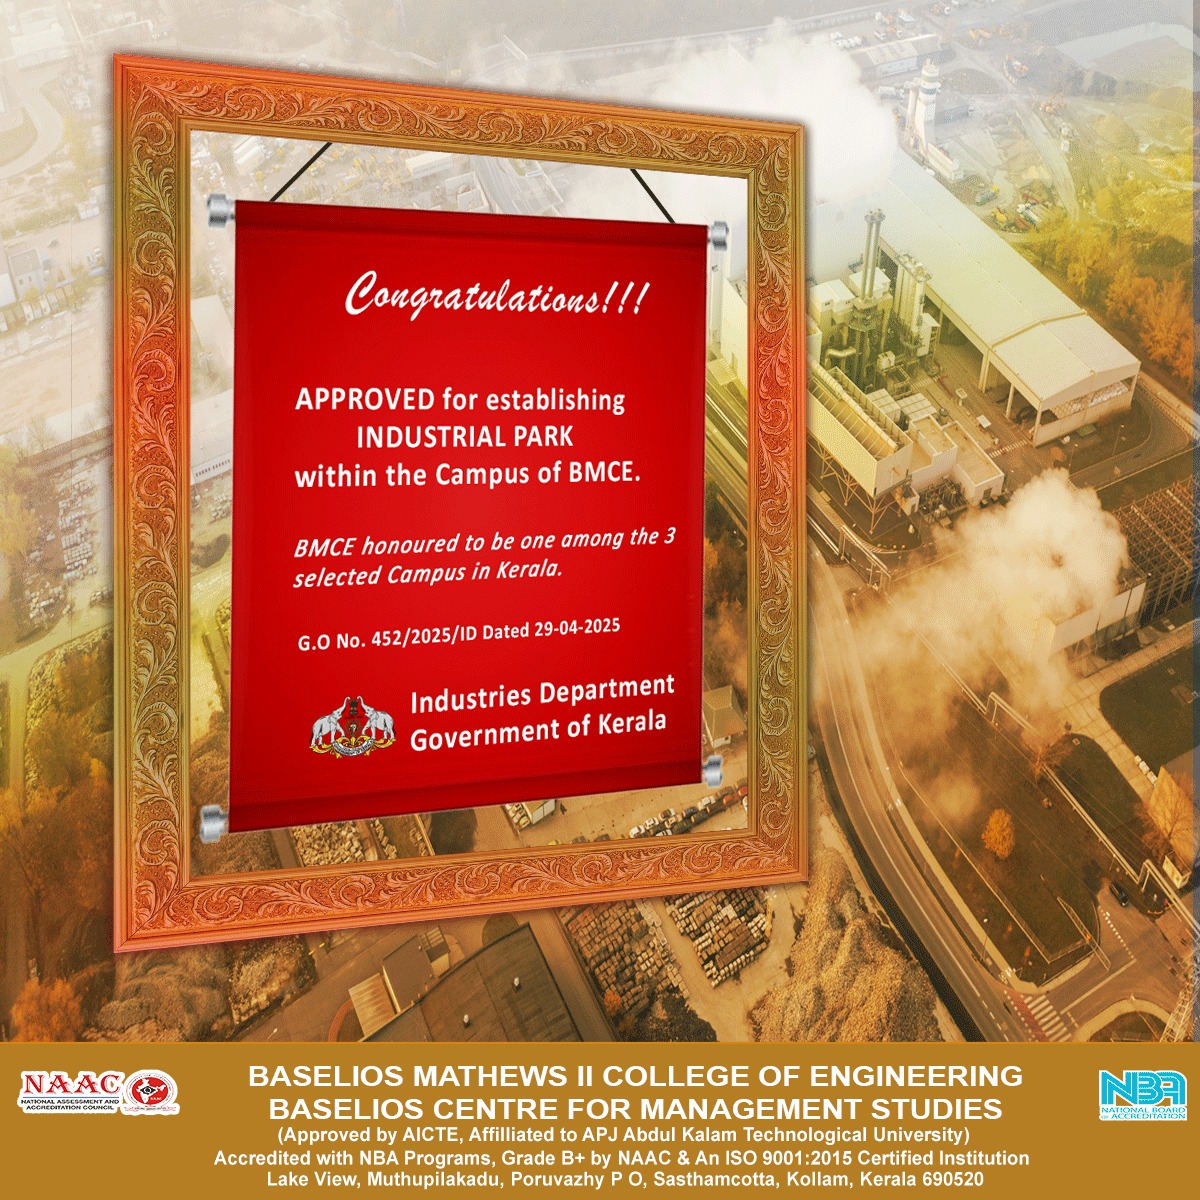 Congratulations!!!
APPROVED for establishing
INDUSTRIAL PARK
within the Campus of BMCE.
BMCE honoured to be one among the 3
selected Campus in Kerala.
G.O No. 452/2025/ID Dated 29-04-2025
Industries Department
Government of Kerala
NAAC
NATIONAL ASSESSMENT AND
ACCREDITATION COUNCIL
BASELIOS MATHEWS II COLLEGE OF ENGINEERING
BASELIOS CENTRE FOR MANAGEMENT STUDIES
(Approved by AICTE, Affilliated to APJ Abdul Kalam Technological University)
Accredited with NBA Programs, Grade B+ by NAAC & An ISO 9001:2015 Certified Institution
Lake View, Muthupilakadu, Poruvazhy P O, Sasthamcotta, Kollam, Kerala 690520
NBA
NATIONAL BOARD
of ACCREDITATION